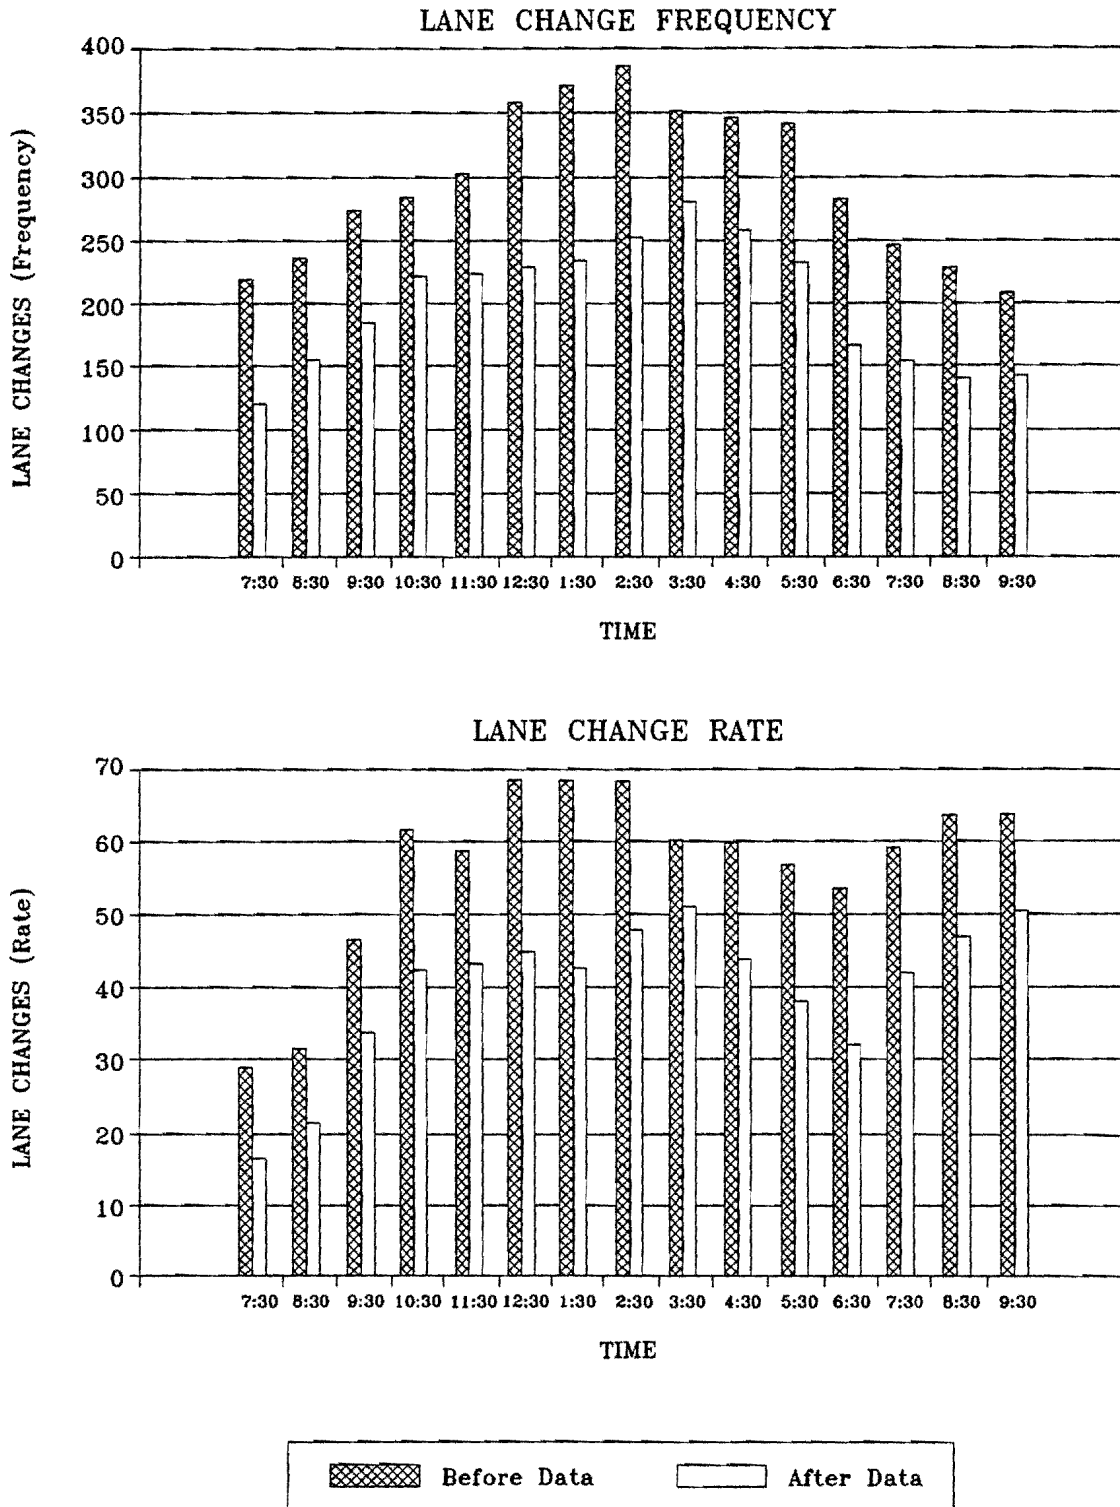 LANE CHANGE FREQUENCY
LANE CHANGES (Frequency)
400
350
300
250
200
150
100
50
0
7:30 8:30 9:30 10:30 11:30 12:30 1:30 2:30 3:30 4:30 5:30 6:30 7:30 8:30 9:30
TIME
LANE CHANGE RATE
LANE CHANGES (Rate)
70
60
50
40
30
20
10
0
7:30 8:30 9:30 10:30 11:30 12:30 1:30 2:30 3:30 4:30 5:30 6:30 7:30 8:30 9:30
TIME
Before Data After Data